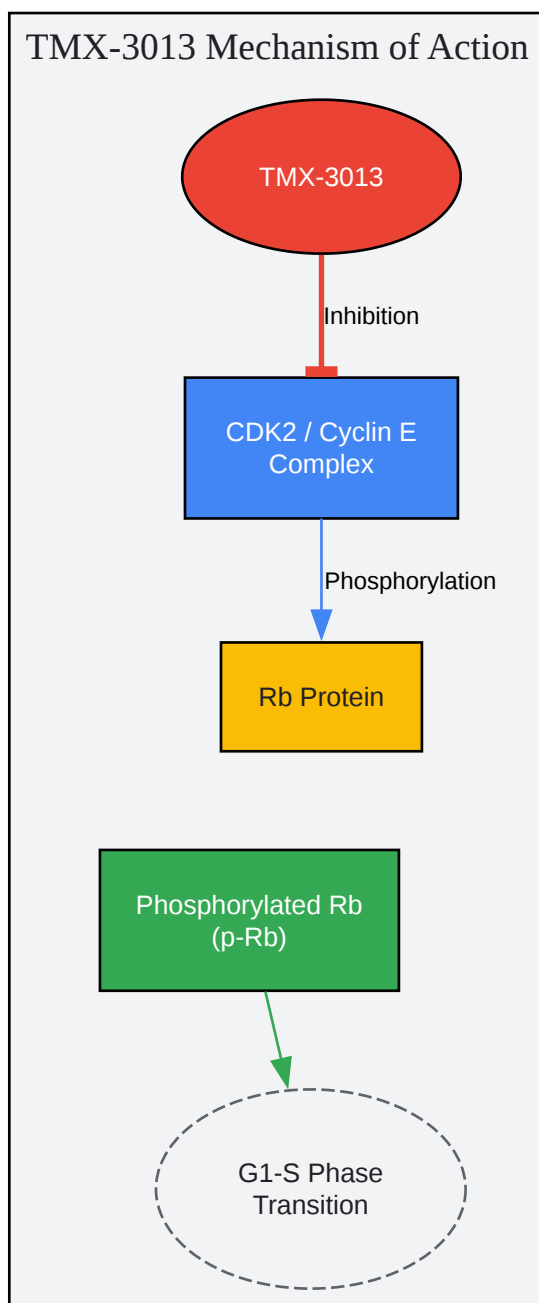 TMX-3013 Mechanism of Action
TMX-3013
Inhibition
CDK2 / Cyclin E
Complex
Phosphorylation
Rb Protein
Phosphorylated Rb
(p-Rb)
G1-S Phase
Transition